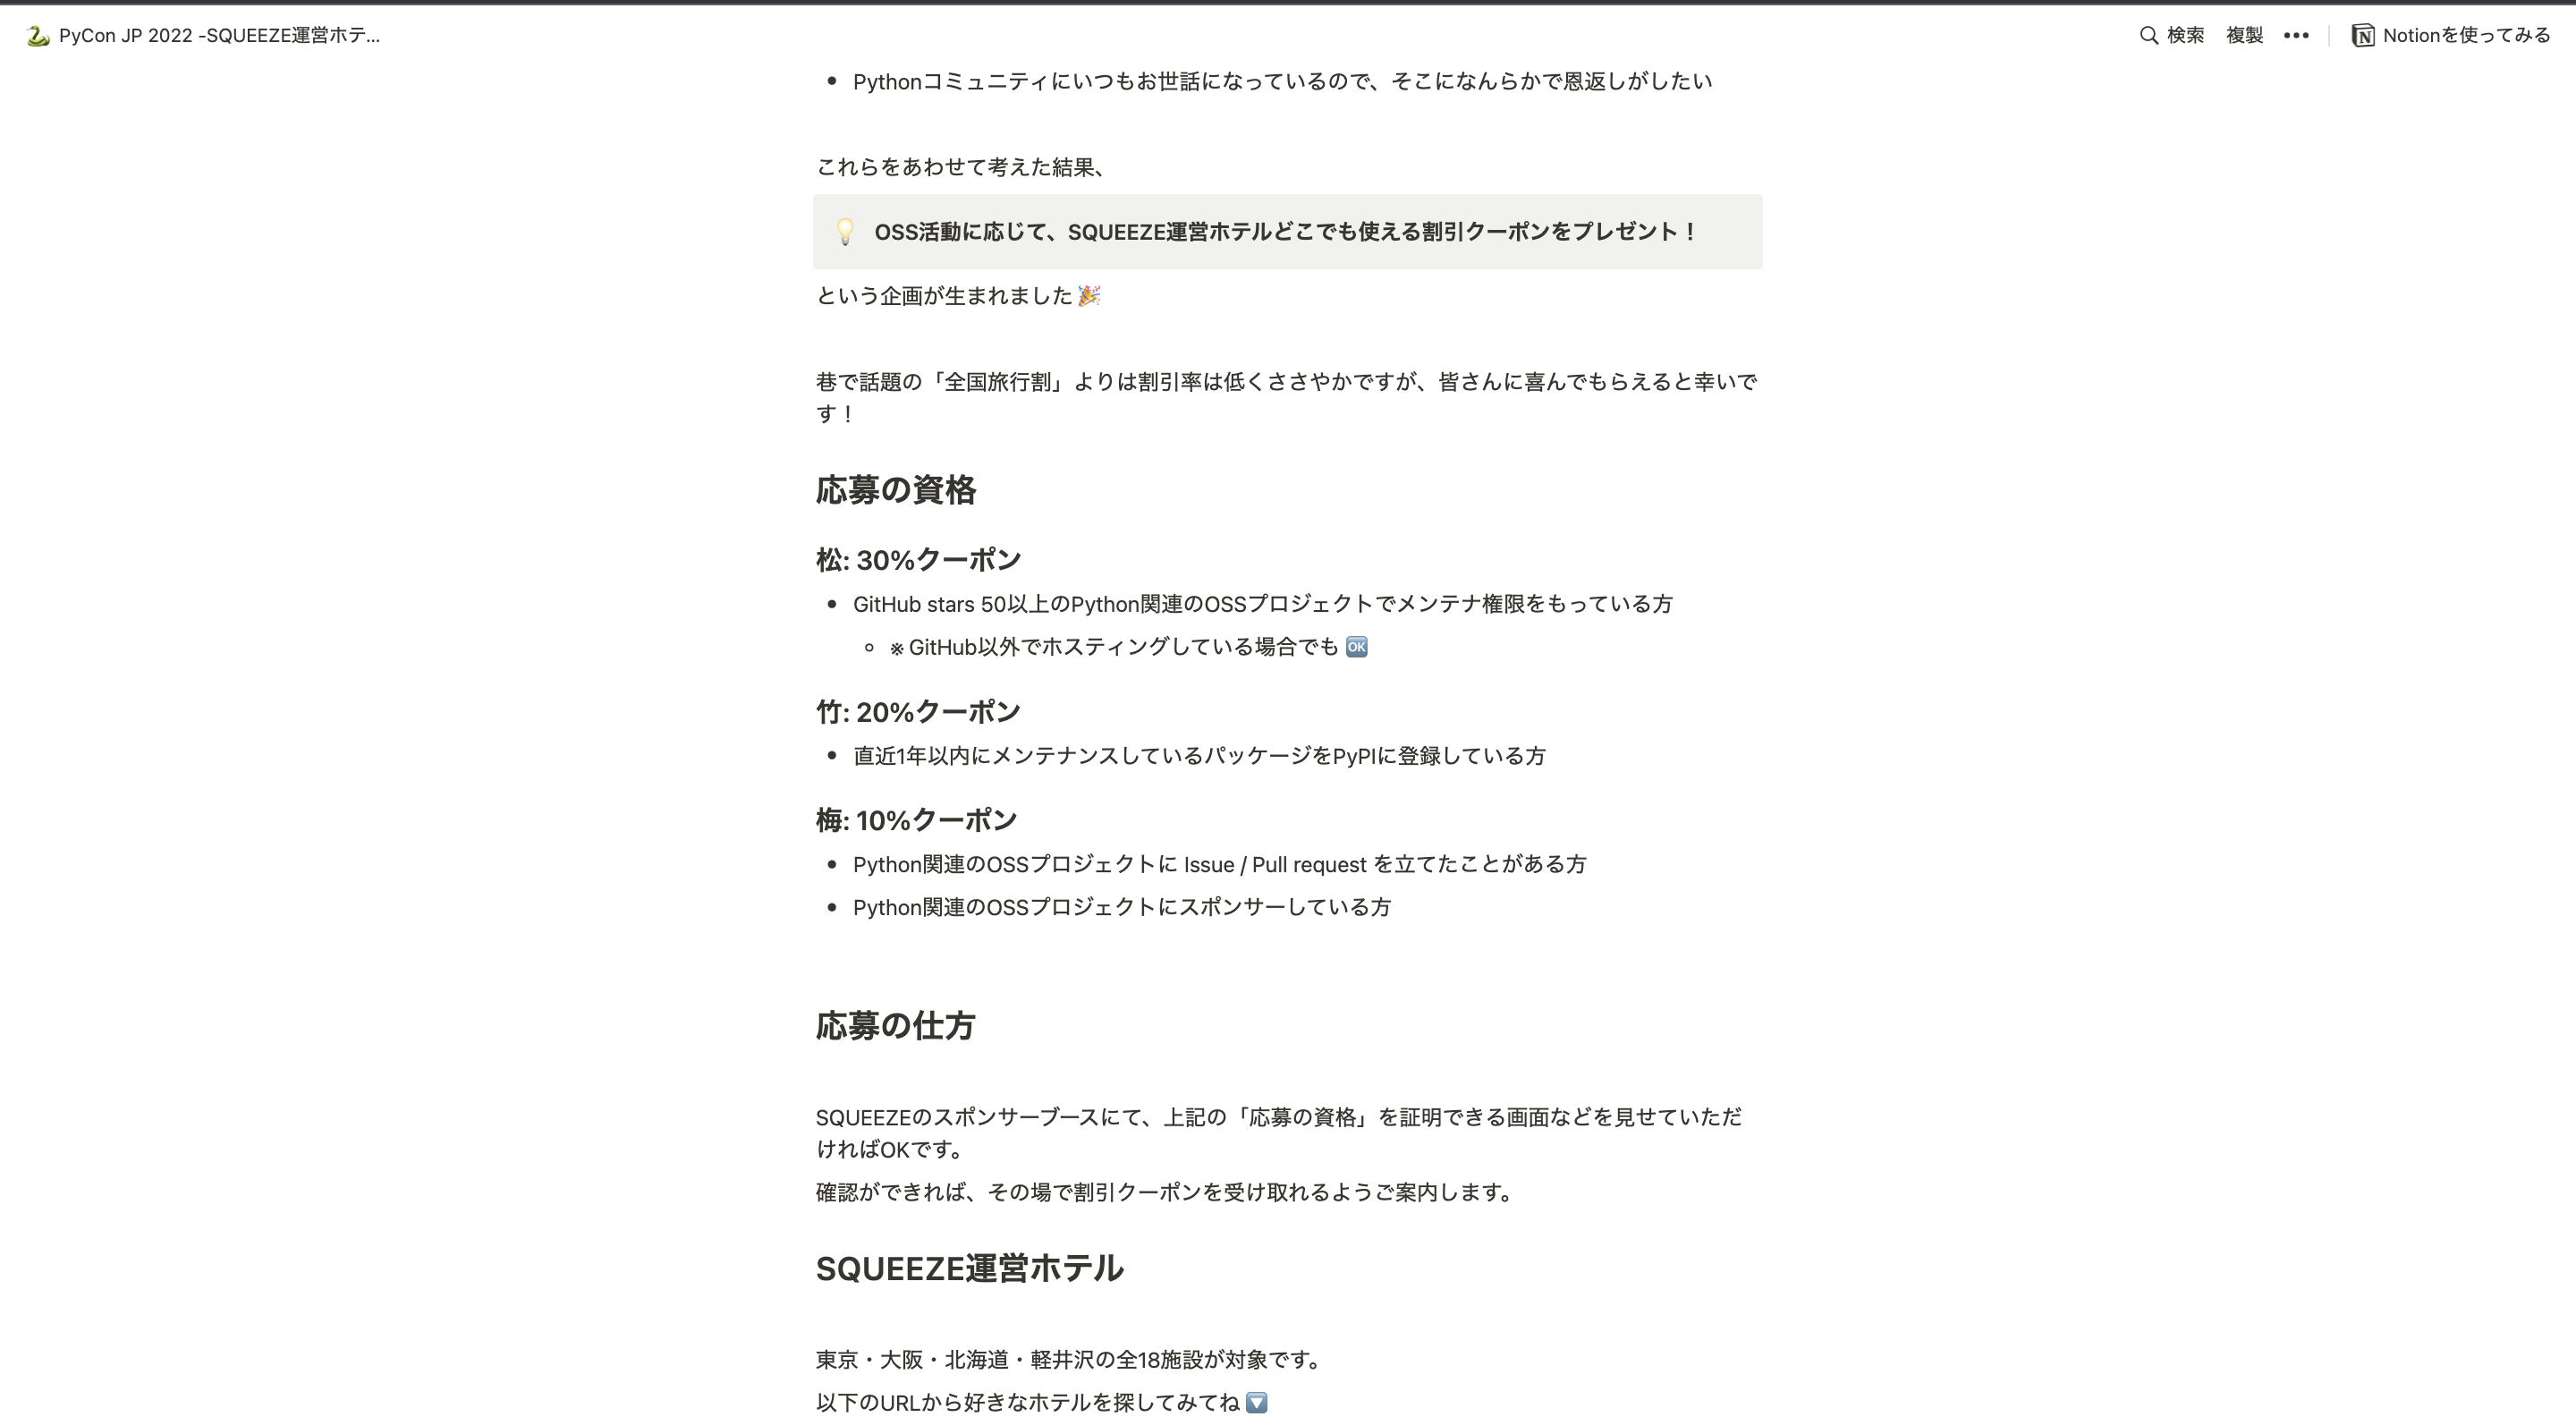 🐍 PyCon JP 2022 -SQUEEZE運営ホテ...
検索 複製 ••• Notionを使ってみる
• Pythonコミュニティにいつもお世話になっているので、そこになんらかで恩返しがしたい
これらをあわせて考えた結果、
💡 OSS活動に応じて、SQUEEZE運営ホテルどこでも使える割引クーポンをプレゼント！
という企画が生まれました🎉
巷で話題の「全国旅行割」よりは割引率は低くささやかですが、皆さんに喜んでもらえると幸いで
す！
応募の資格
松: 30%クーポン
• GitHub stars 50以上のPython関連のOSSプロジェクトでメンテナ権限をもっている方
◦ ※ GitHub以外でホスティングしている場合でも 🆗
竹: 20%クーポン
• 直近1年以内にメンテナンスしているパッケージをPyPIに登録している方
梅: 10%クーポン
• Python関連のOSSプロジェクトに Issue / Pull request を立てたことがある方
• Python関連のOSSプロジェクトにスポンサーしている方
応募の仕方
SQUEEZEのスポンサーブースにて、上記の「応募の資格」を証明できる画面などを見せていただ
ければOKです。
確認ができれば、その場で割引クーポンを受け取れるようご案内します。
SQUEEZE運営ホテル
東京・大阪・北海道・軽井沢の全18施設が対象です。
以下のURLから好きなホテルを探してみてね 🔽